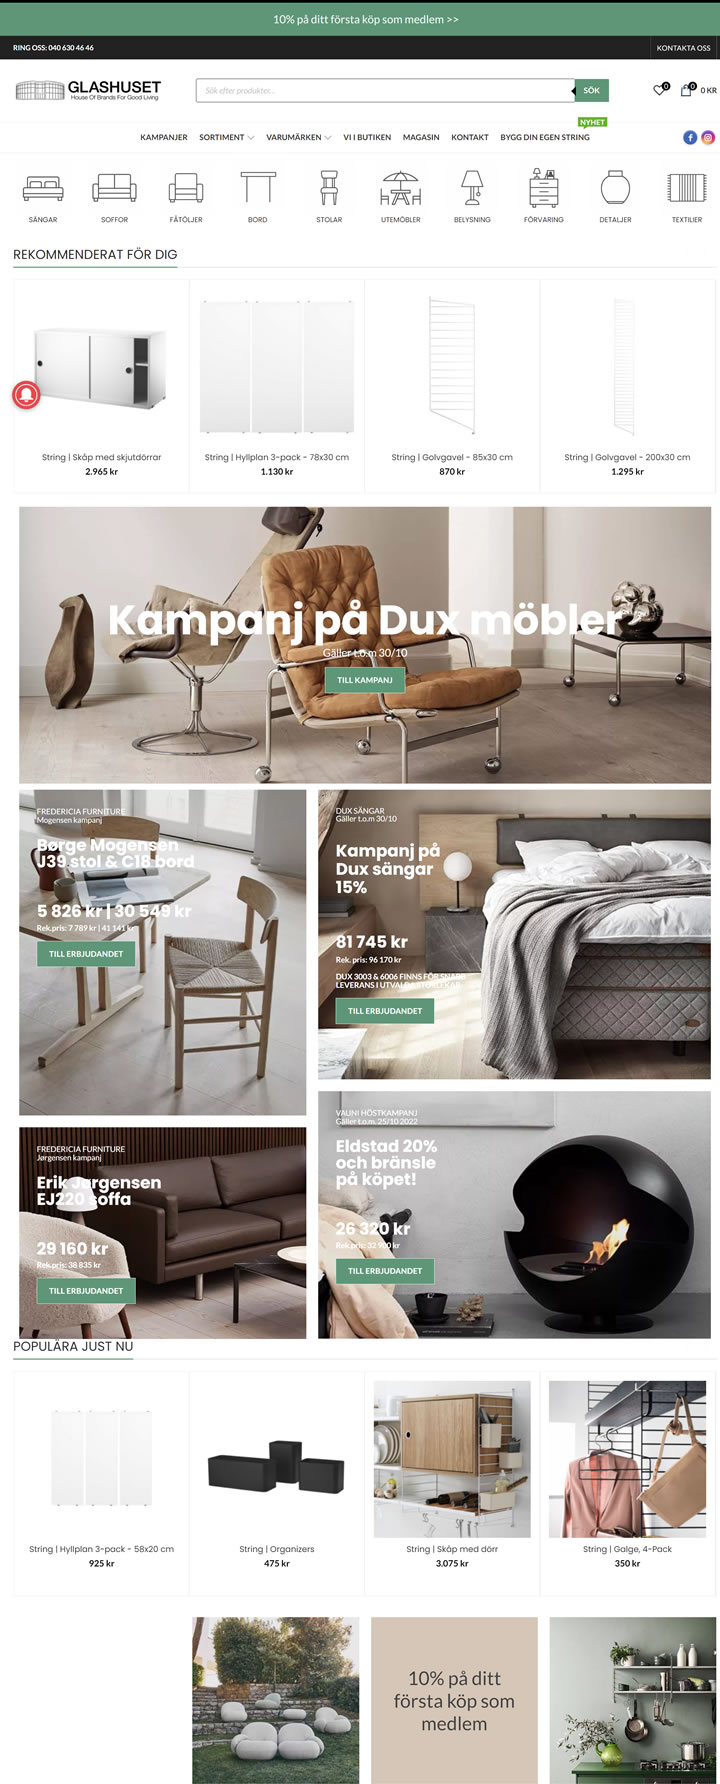 10% på ditt första köp som medlem >>
RING OSS: 040 630 46 46
KONTAKTA OSS
GLASHUSET
House Of Brands For Good Living
Sök efter produkter...
SÖK
0
0
0 KR
NYHET
KAMPANJER SORTIMENT VARUMÄRKEN VI I BUTIKEN MAGASIN KONTAKT BYGG DIN EGEN STRING
SÄNGAR SOFFOR FÅTÖLJER BORD STOLAR UTEMÖBLER BELYSNING FÖRVARING DETALJER TEXTILIER
REKOMMENDERAT FÖR DIG
String | Skåp med skjutdörrar
2.965 kr
String | Hyllplan 3-pack - 78x30 cm
1.130 kr
String | Golvgavel - 85x30 cm
870 kr
String | Golvgavel - 200x30 cm
1.295 kr
Kampanj på Dux möbler
Gäller t.o.m 30/10
TILL KAMPANJ
FREDERICIA FURNITURE
Mogensen kampanj
Børge Mogensen
J39 stol & C18 bord
5 826 kr | 30 549 kr
Rek.pris: 7 789 kr | 41 141 kr
TILL ERBJUDANDET
DUX SÄNGAR
Gäller t.o.m 30/10
Kampanj på
Dux sängar
15%
81 745 kr
Rek. pris: 96 170 kr
DUX 3003 & 6006 FINNS FÖR SNABB
LEVERANS I UTVALDA STORLEKAR
TILL ERBJUDANDET
FREDERICIA FURNITURE
Jørgensen kampanj
Erik Jørgensen
EJ220 soffa
29 160 kr
Rek.pris: 38 835 kr
TILL ERBJUDANDET
VAUNI HÖSTKAMPANJ
Gäller t.o.m. 25/10 2022
Eldstad 20%
och bränsle
på köpet!
26 320 kr
Rek.pris: 32 900 kr
TILL ERBJUDANDET
POPULÄRA JUST NU
String | Hyllplan 3-pack - 58x20 cm
925 kr
String | Organizers
475 kr
String | Skåp med dörr
3.075 kr
String | Galge, 4-Pack
350 kr
10% på ditt
första köp som
medlem